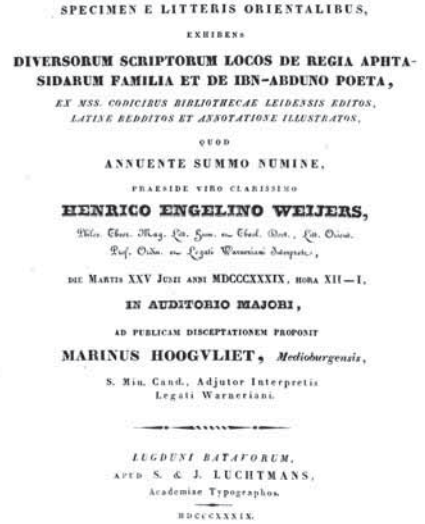 SPECIMEN E LITTERIS ORIENTALIBUS,
EXHIBENS
DIVERSORUM SCRIPTORUM LOCOS DE REGIA APHTA-
SIDARUM FAMILIA ET DE IBN-ABDUNO POETA,
EX MSS. CODICIBUS BIBLIOTHECAE LEIDENSIS EDITOS,
LATINE REDDITOS ET ANNOTATIONE ILLUSTRATOS,
QUOD
ANNUENTE SUMMO NUMINE,
PRAESIDE VIRO CLARISSIMO
HENRICO ENGELINO WEIJERS,
Philos. Theor. Mag. Litt. Hum. et Theol. Doct., Litt. Orient.
Prof. Ordin. et Legati Warneriani Interprete,
DIE MARTIS XXV JUNII ANNI MDCCCXXXIX, HORA XII—I,
IN AUDITORIO MAJORI,
AD PUBLICAM DISCEPTATIONEM PROPONIT
MARINUS HOOGVLIET, Medioburgensis,
S. Min. Cand., Adjutor Interpretis
Legati Warneriani.
LUGDUNI BATAVORUM,
APUD S. & J. LUCHTMANS,
Academiae Typographos.
MDCCCXXXIX.